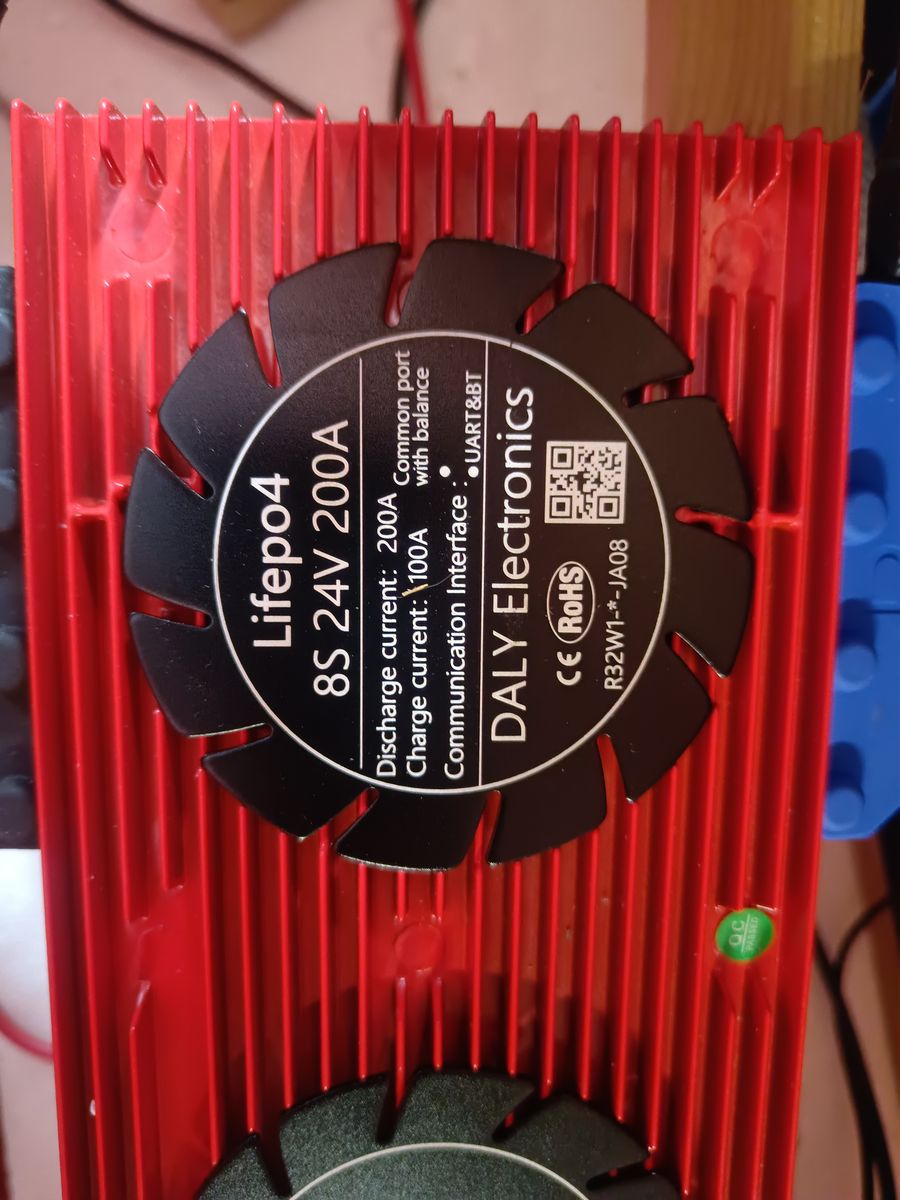 Lifepo4
8S 24V 200A
Discharge current: 200A
Charge current: 100A
Common port
with balance
Communication Interface :
UART&BT
DALY Electronics
CE RoHS
R32W1-*-JA08
QC
PASSED